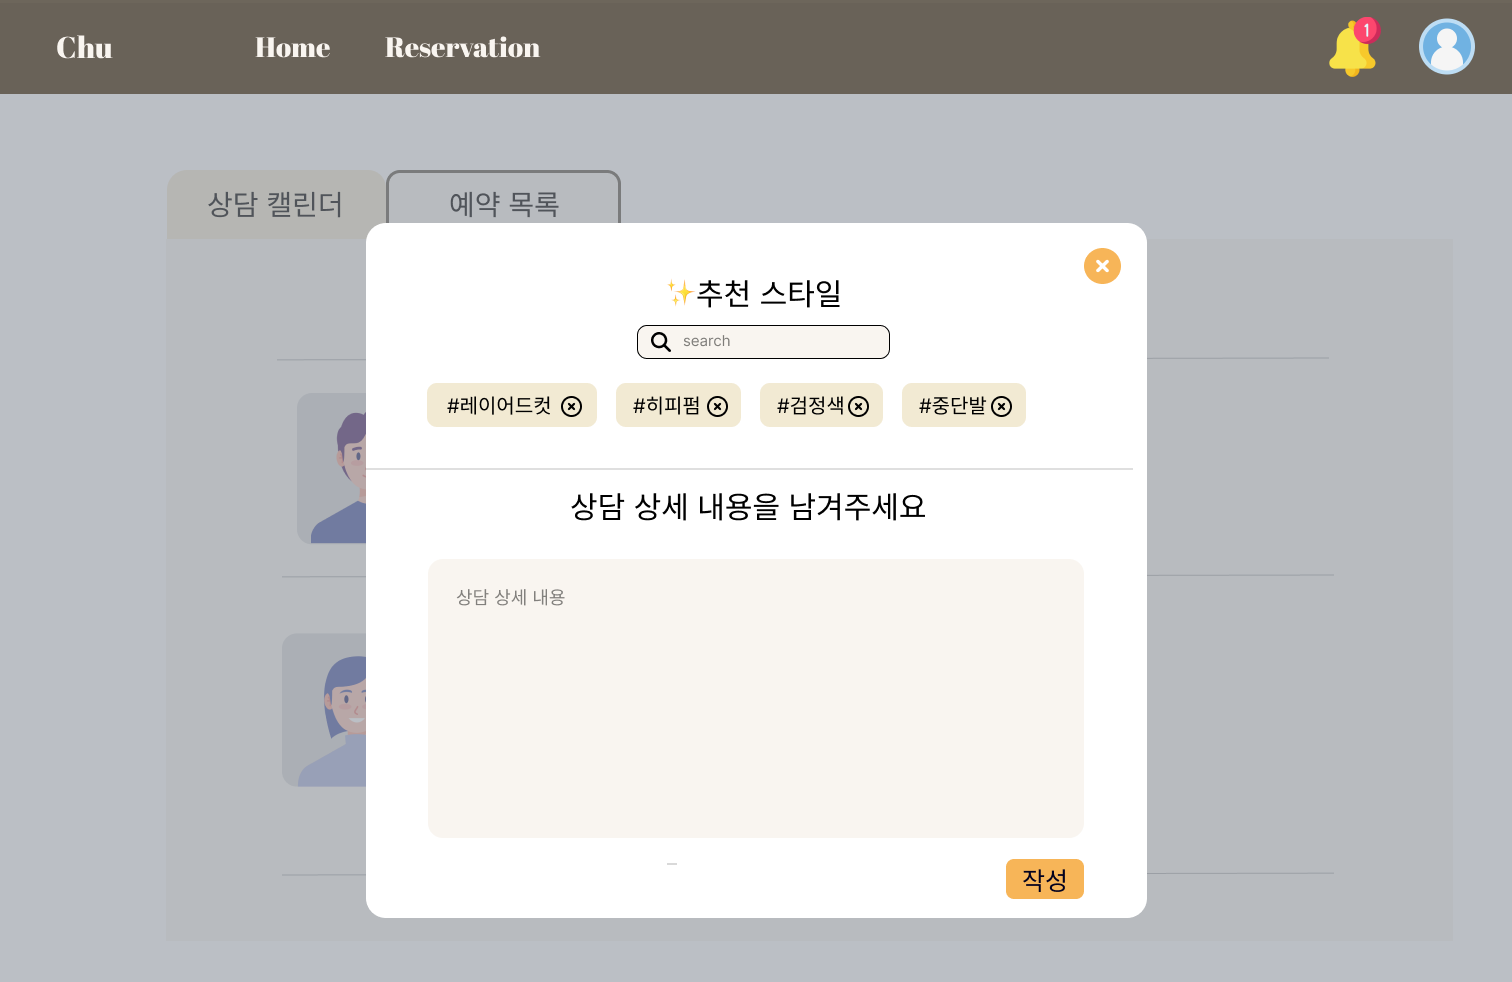 Chu
Home
Reservation
1
상담 캘린더
예약 목록
✨추천 스타일
search
#레이어드컷
#히피펌
#검정색
#중단발
상담 상세 내용을 남겨주세요
상담 상세 내용
작성